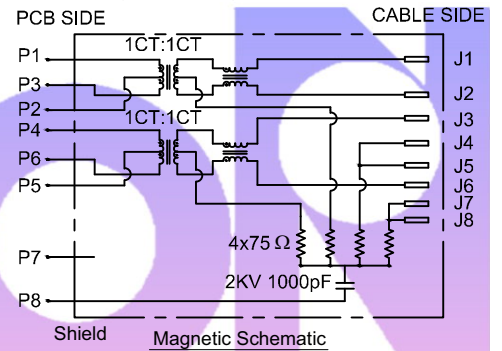 PCB SIDE
CABLE SIDE
1CT:1CT
P1
J1
P3
J2
P2
1CT:1CT
J3
P4
J4
P6
J5
P5
J6
J7
J8
4x75 Ω
P7
2KV 1000pF
P8
Shield
Magnetic Schematic